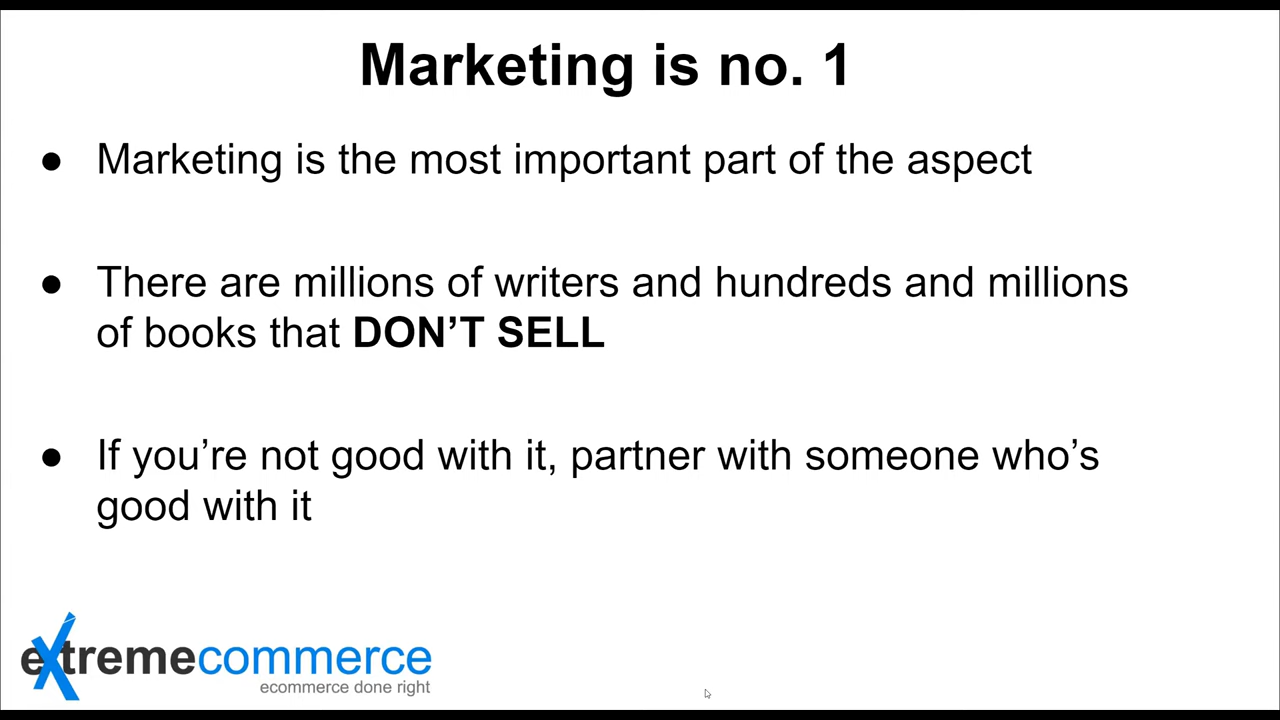 Marketing is no. 1
● Marketing is the most important part of the aspect
● There are millions of writers and hundreds and millions
of books that DON’T SELL
● If you’re not good with it, partner with someone who’s
good with it
extremecommerce
ecommerce done right